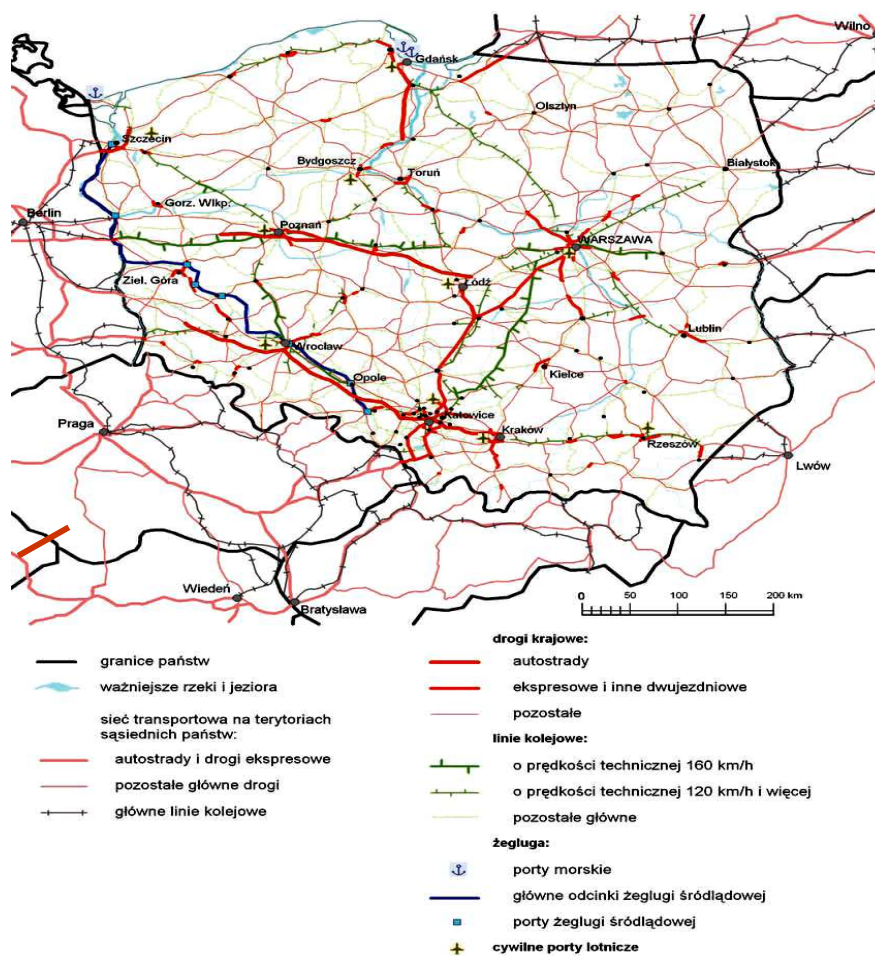 Wilno
Gdańsk
Olsztyn
Szczecin
Bydgoszcz
Toruń
Białystok
Gorz. Wlkp.
Berlin
Poznań
WARSZAWA
Ziel. Góra
Łódź
Lublin
Wrocław
Opole
Kielce
Katowice
Praga
Kraków
Rzeszów
Lwów
Wiedeń
Bratysława
0 50 100 150 200 km
granice państw
ważniejsze rzeki i jeziora
sieć transportowa na terytoriach
sąsiednich państw:
autostrady i drogi ekspresowe
pozostałe główne drogi
główne linie kolejowe
drogi krajowe:
autostrady
ekspresowe i inne dwujezdniowe
pozostałe
linie kolejowe:
o prędkości technicznej 160 km/h
o prędkości technicznej 120 km/h i więcej
pozostałe główne
żegluga:
porty morskie
główne odcinki żeglugi śródlądowej
porty żeglugi śródlądowej
cywilne porty lotnicze